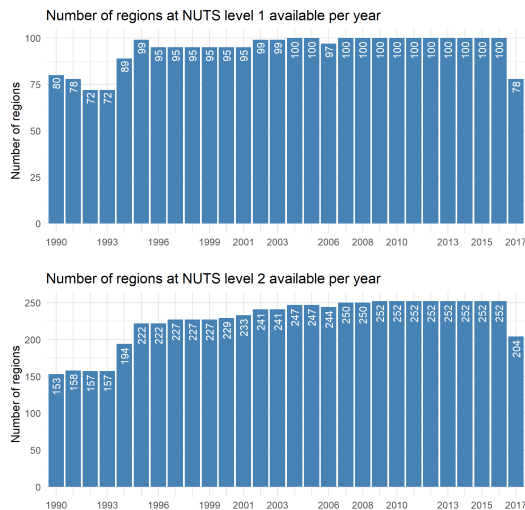 Number of regions at NUTS level 1 available per year
Number of regions
100
75
50
25
0
80 78 72 72 89 99 95 95 95 95 95 95 99 99 100 100 97 100 100 100 100 100 100 100 100 100 100 78
1990 1993 1996 1999 2001 2003 2006 2008 2010 2013 2015 2017
Number of regions at NUTS level 2 available per year
Number of regions
250
200
150
100
50
0
153 158 157 157 194 222 222 227 227 227 229 233 241 241 247 247 244 250 250 252 252 252 252 252 252 252 252 204
1990 1993 1996 1999 2001 2003 2006 2008 2010 2013 2015 2017